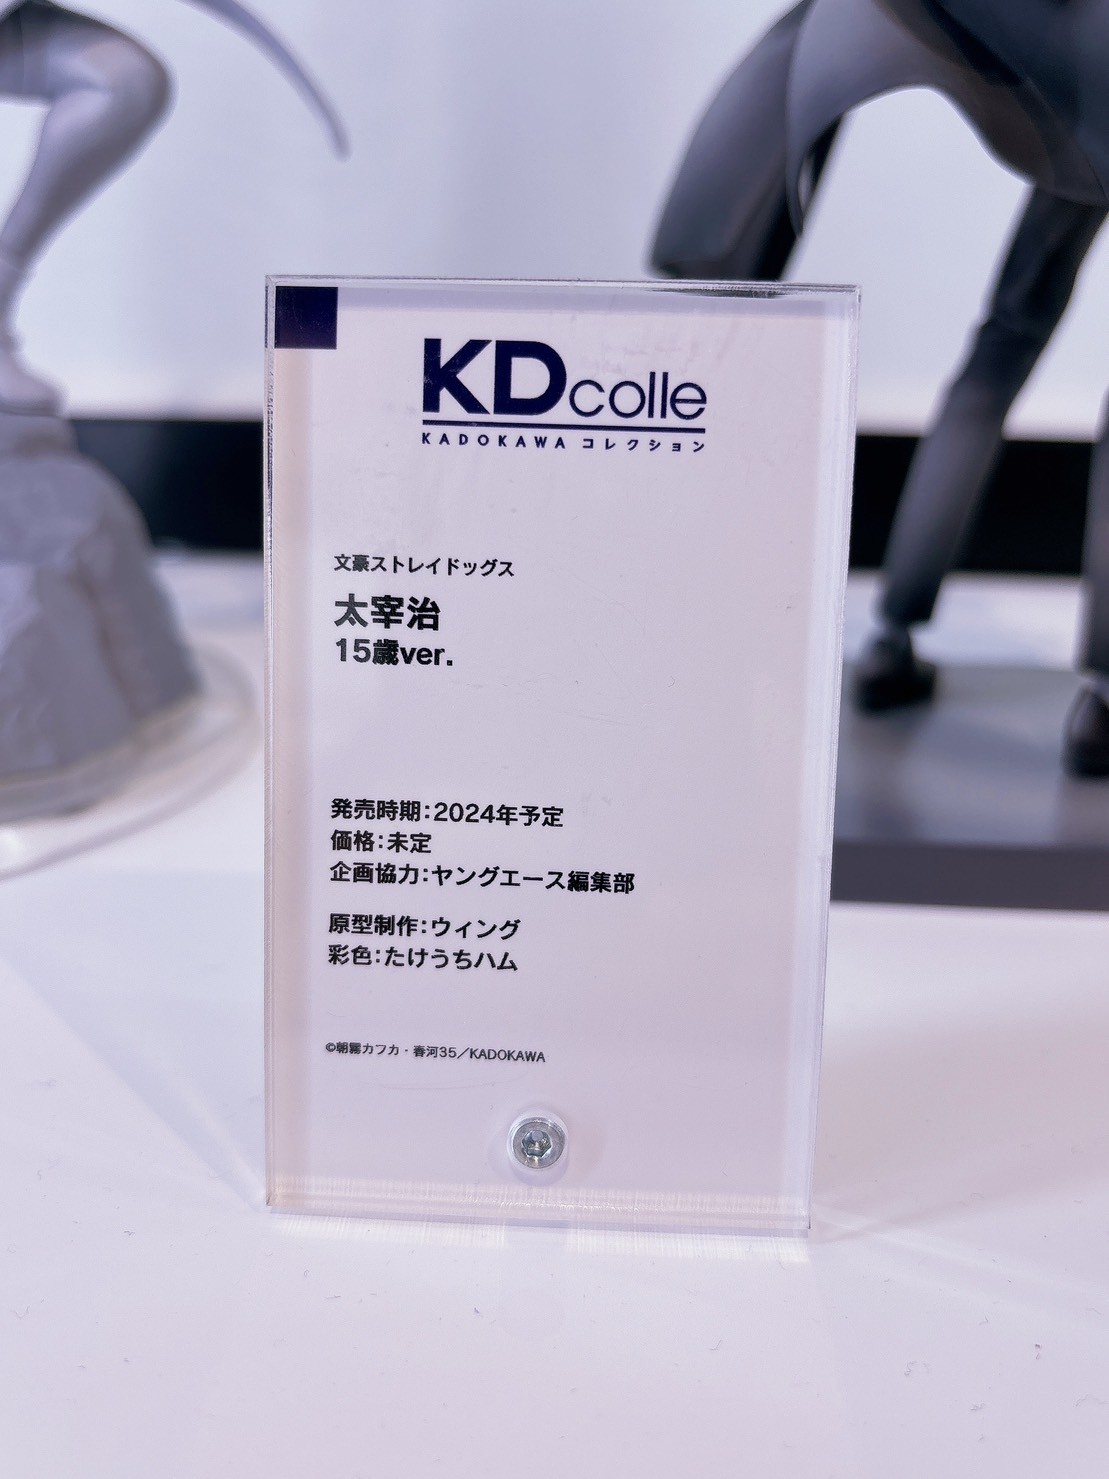 KDcolle
KADOKAWA コレクション
文豪ストレイドッグス
太宰治
15歳ver.
発売時期:2024年予定
価格:未定
企画協力:ヤングエース編集部
原型制作:ウィング
彩色:たけうちハム
©朝霧カフカ・春河35／KADOKAWA